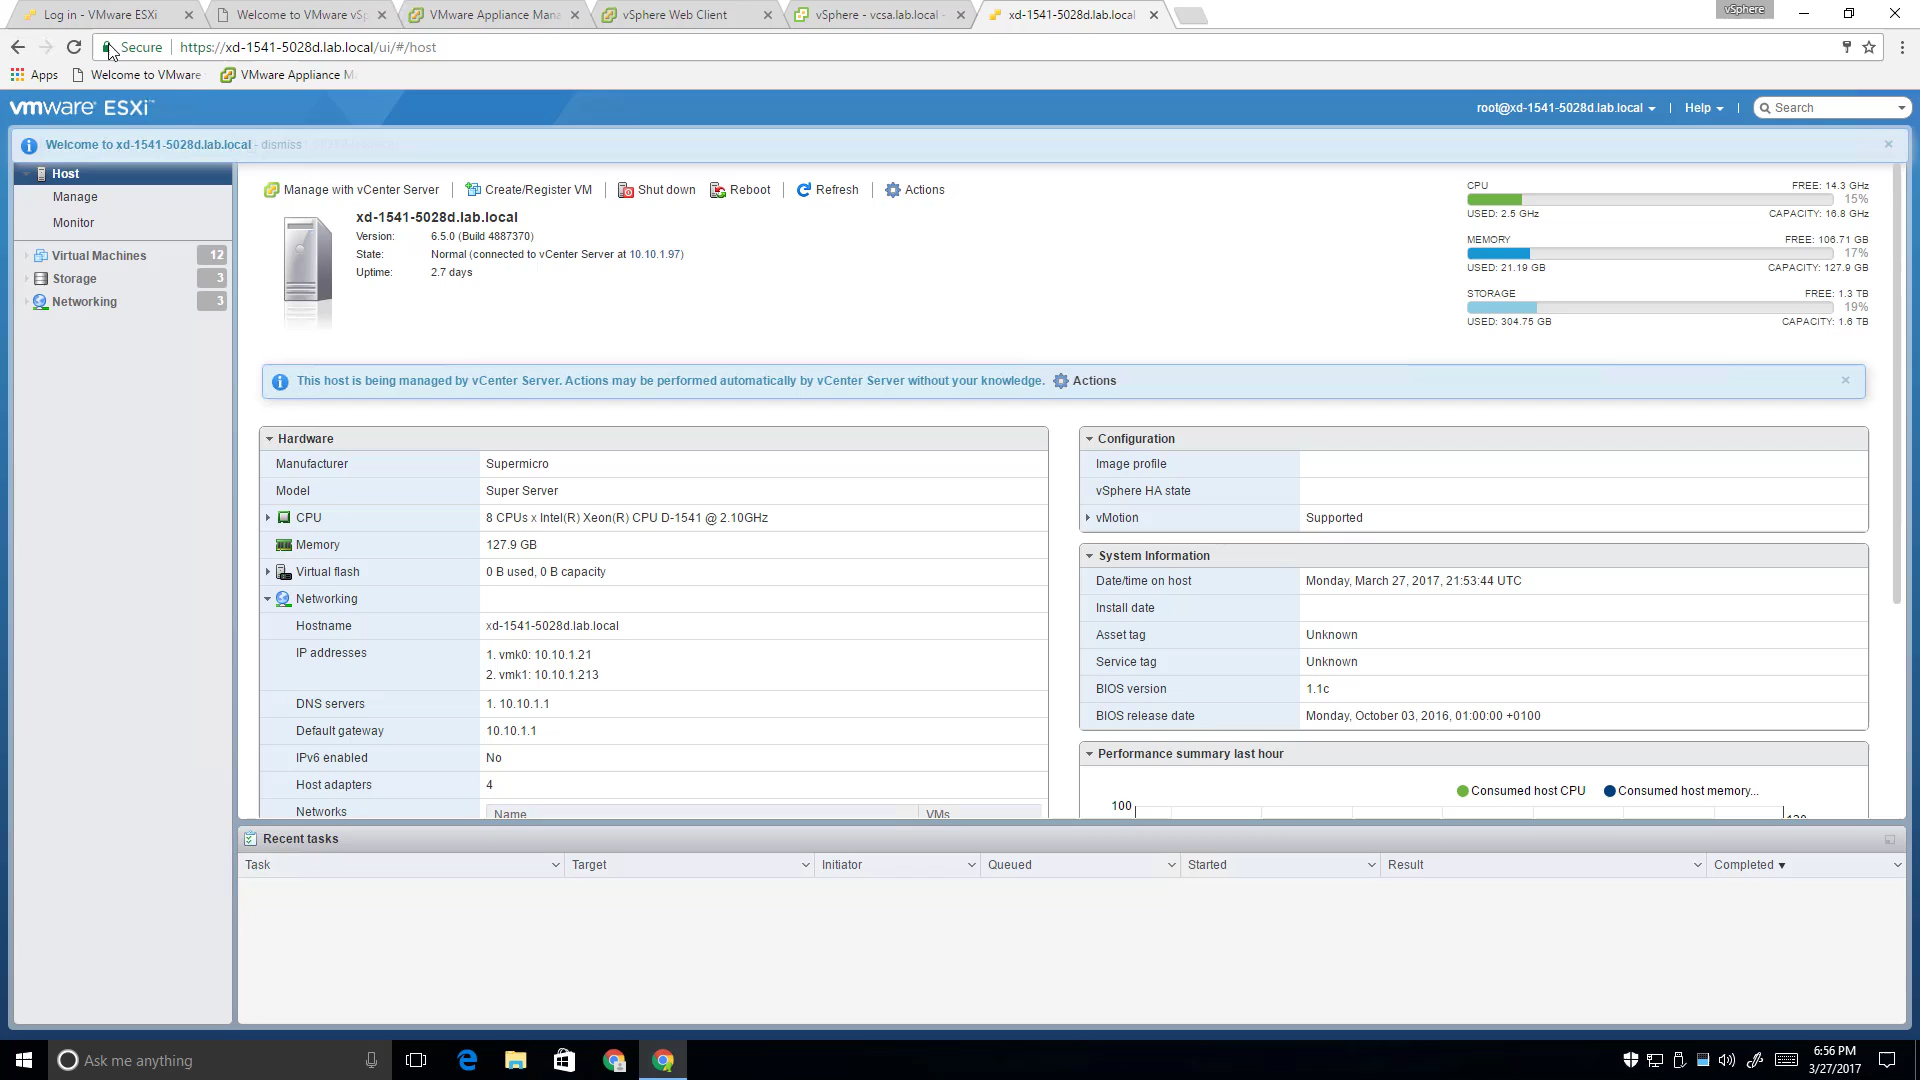 Log in - VMware ESXi
Welcome to VMware vSp
VMware Appliance Mana
vSphere Web Client
vSphere - vcsa.lab.local -
xd-1541-5028d.lab.local
vSphere
Secure
https://xd-1541-5028d.lab.local/ui/#/host
Apps
Welcome to VMware
VMware Appliance Ma
vmware ESXi
root@xd-1541-5028d.lab.local
Help
Search
Welcome to xd-1541-5028d.lab.local - dismiss
Host
Manage
Monitor
Virtual Machines 12
Storage 3
Networking 3
Manage with vCenter Server
Create/Register VM
Shut down
Reboot
Refresh
Actions
xd-1541-5028d.lab.local
Version: 6.5.0 (Build 4887370)
State: Normal (connected to vCenter Server at 10.10.1.97)
Uptime: 2.7 days
CPU FREE: 14.3 GHz
15%
USED: 2.5 GHz CAPACITY: 16.8 GHz
MEMORY FREE: 106.71 GB
17%
USED: 21.19 GB CAPACITY: 127.9 GB
STORAGE FREE: 1.3 TB
19%
USED: 304.75 GB CAPACITY: 1.6 TB
This host is being managed by vCenter Server. Actions may be performed automatically by vCenter Server without your knowledge. Actions
Hardware
Manufacturer Supermicro
Model Super Server
CPU 8 CPUs x Intel(R) Xeon(R) CPU D-1541 @ 2.10GHz
Memory 127.9 GB
Virtual flash 0 B used, 0 B capacity
Networking
Hostname xd-1541-5028d.lab.local
IP addresses 1. vmk0: 10.10.1.21
2. vmk1: 10.10.1.213
DNS servers 1. 10.10.1.1
Default gateway 10.10.1.1
IPv6 enabled No
Host adapters 4
Networks Name VMs
Configuration
Image profile
vSphere HA state
vMotion Supported
System Information
Date/time on host Monday, March 27, 2017, 21:53:44 UTC
Install date
Asset tag Unknown
Service tag Unknown
BIOS version 1.1c
BIOS release date Monday, October 03, 2016, 01:00:00 +0100
Performance summary last hour
Consumed host CPU
Consumed host memory...
100
Recent tasks
Task Target Initiator Queued Started Result Completed
Ask me anything
6:56 PM
3/27/2017